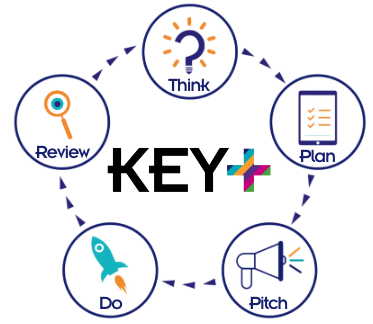 Think
Plan
Pitch
Do
Review
KEY+